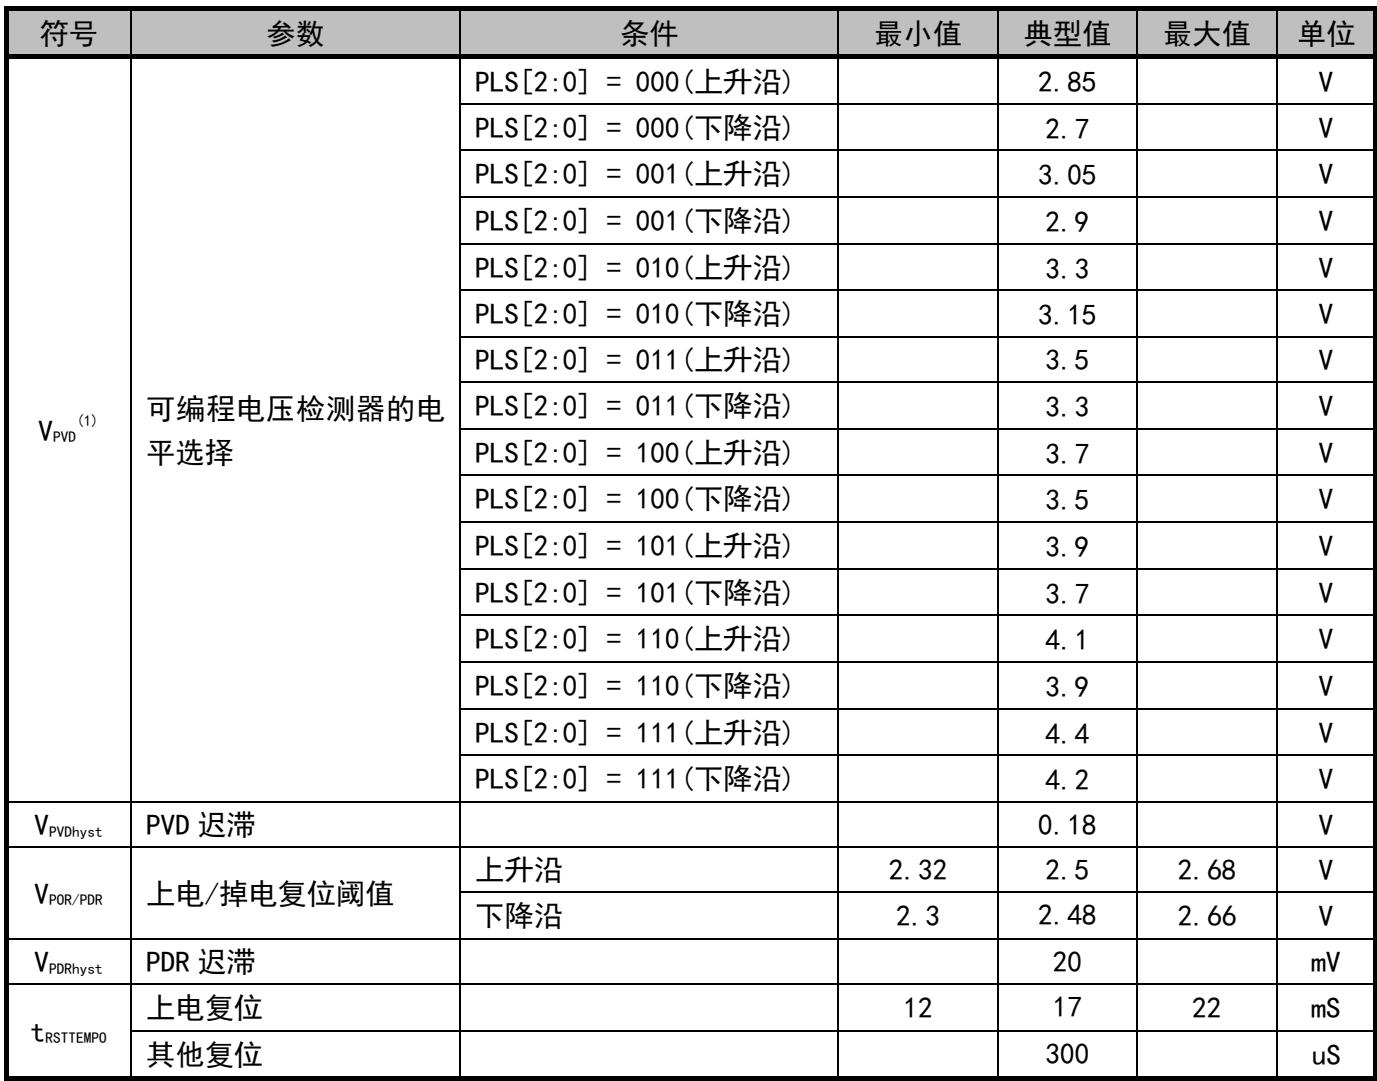 符号 参数 条件 最小值 典型值 最大值 单位
PLS[2:0] = 000(上升沿) 2.85 V
PLS[2:0] = 000(下降沿) 2.7 V
PLS[2:0] = 001(上升沿) 3.05 V
PLS[2:0] = 001(下降沿) 2.9 V
PLS[2:0] = 010(上升沿) 3.3 V
PLS[2:0] = 010(下降沿) 3.15 V
PLS[2:0] = 011(上升沿) 3.5 V
VPVD(1) 可编程电压检测器的电
平选择
PLS[2:0] = 011(下降沿) 3.3 V
PLS[2:0] = 100(上升沿) 3.7 V
PLS[2:0] = 100(下降沿) 3.5 V
PLS[2:0] = 101(上升沿) 3.9 V
PLS[2:0] = 101(下降沿) 3.7 V
PLS[2:0] = 110(上升沿) 4.1 V
PLS[2:0] = 110(下降沿) 3.9 V
PLS[2:0] = 111(上升沿) 4.4 V
PLS[2:0] = 111(下降沿) 4.2 V
VPVDhyst PVD 迟滞 0.18 V
VPOR/PDR 上电/掉电复位阈值 上升沿 2.32 2.5 2.68 V
下降沿 2.3 2.48 2.66 V
VPDRhyst PDR 迟滞 20 mV
tRSTTEMPO 上电复位 12 17 22 mS
其他复位 300 uS